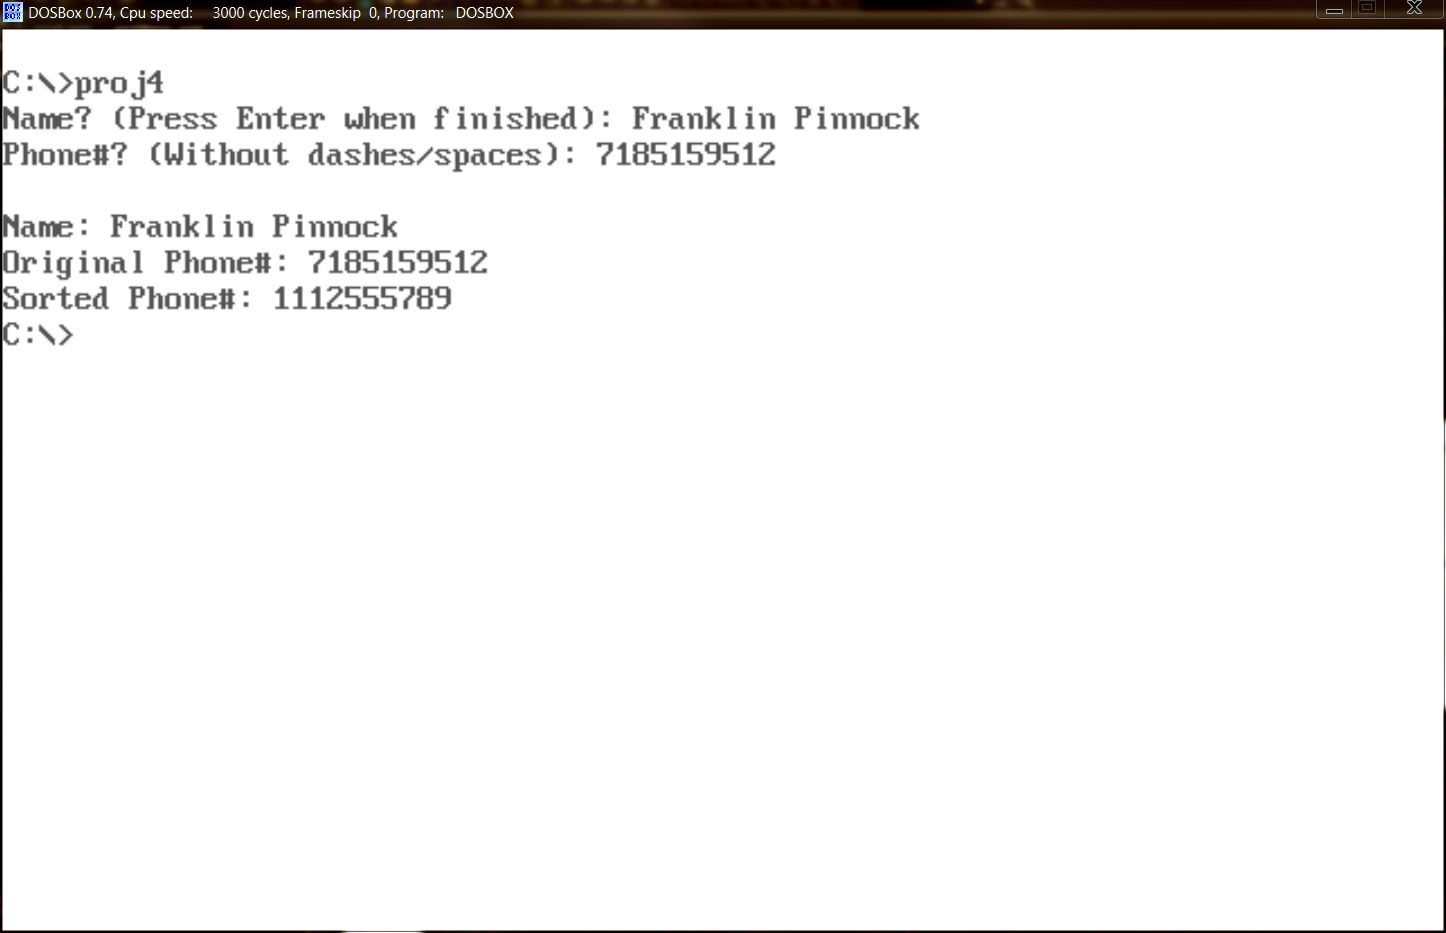 DOSBox 0.74, Cpu speed: 3000 cycles, Frameskip 0, Program: DOSBOX
C:\>proj4
Name? (Press Enter when finished): Franklin Pinnock
Phone#? (Without dashes/spaces): 7185159512
Name: Franklin Pinnock
Original Phone#: 7185159512
Sorted Phone#: 1112555789
C:\>